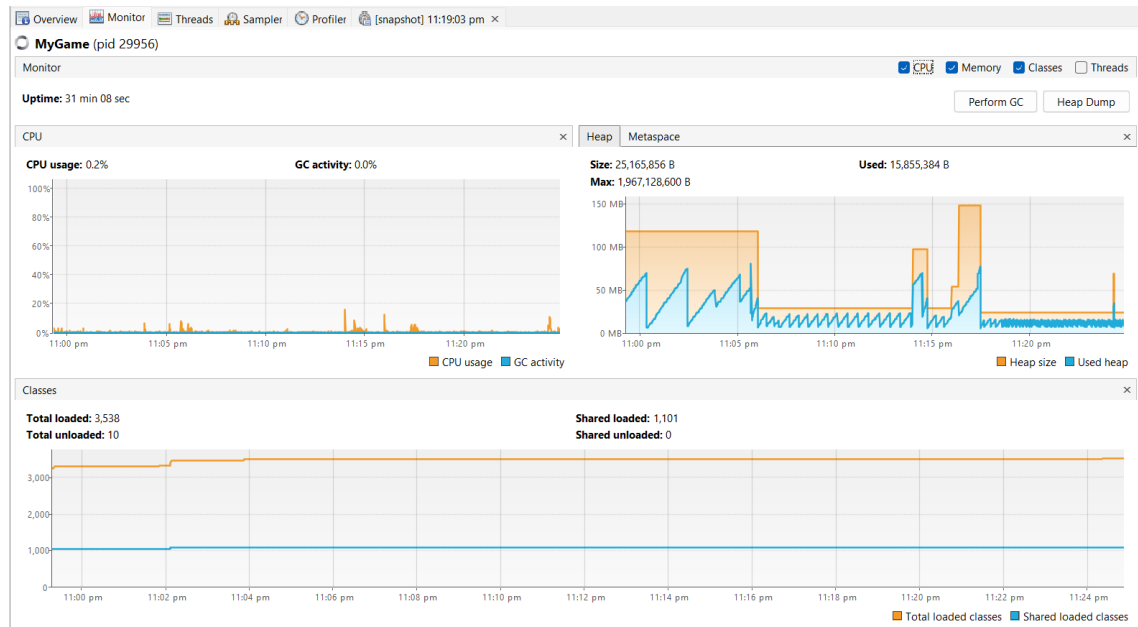 Overview Monitor Threads Sampler Profiler [snapshot] 11:19:03 pm ×
MyGame (pid 29956)
Monitor CPU Memory Classes Threads
Uptime: 31 min 08 sec
Perform GC Heap Dump
CPU ×
CPU usage: 0.2% GC activity: 0.0%
100%
80%
60%
40%
20%
0%
11:00 pm 11:05 pm 11:10 pm 11:15 pm 11:20 pm
CPU usage GC activity
Heap Metaspace ×
Size: 25,165,856 B Used: 15,855,384 B
Max: 1,967,128,600 B
150 MB
100 MB
50 MB
0 MB
11:00 pm 11:05 pm 11:10 pm 11:15 pm 11:20 pm
Heap size Used heap
Classes ×
Total loaded: 3,538 Shared loaded: 1,101
Total unloaded: 10 Shared unloaded: 0
3,000
2,000
1,000
0
11:00 pm 11:02 pm 11:04 pm 11:06 pm 11:08 pm 11:10 pm 11:12 pm 11:14 pm 11:16 pm 11:18 pm 11:20 pm 11:22 pm 11:24 pm
Total loaded classes Shared loaded classes